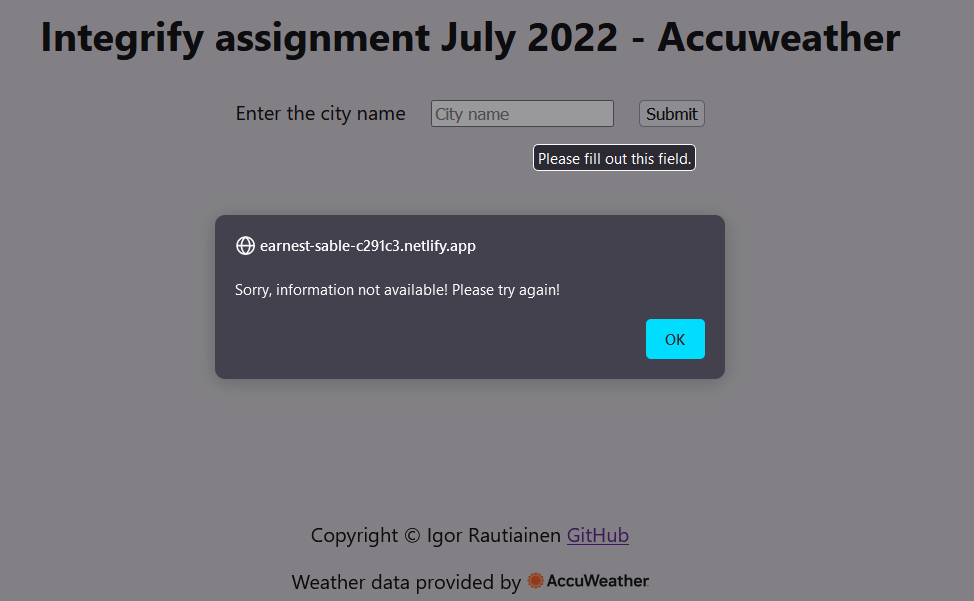 Integrify assignment July 2022 - Accuweather
Enter the city name City name Submit
Please fill out this field.
earnest-sable-c291c3.netlify.app
Sorry, information not available! Please try again!
OK
Copyright © Igor Rautiainen GitHub
Weather data provided by AccuWeather